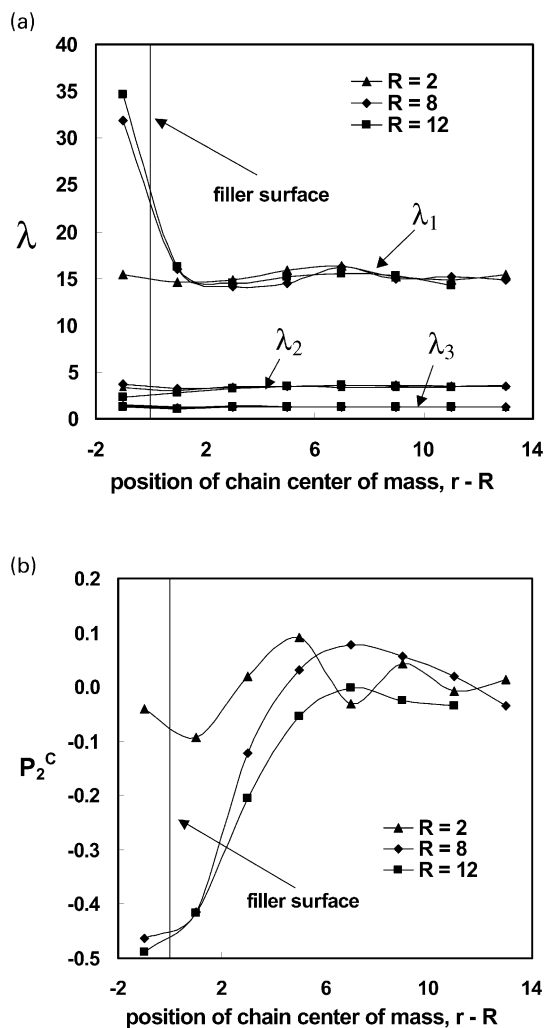 (a)
40
35
30
25
20
15
10
5
0
λ
R = 2
R = 8
R = 12
filler surface
λ1
λ2
λ3
-2 2 6 10 14
position of chain center of mass, r - R
(b)
0.2
0.1
0.0
-0.1
-0.2
-0.3
-0.4
-0.5
P2C
R = 2
R = 8
R = 12
filler surface
-2 2 6 10 14
position of chain center of mass, r - R